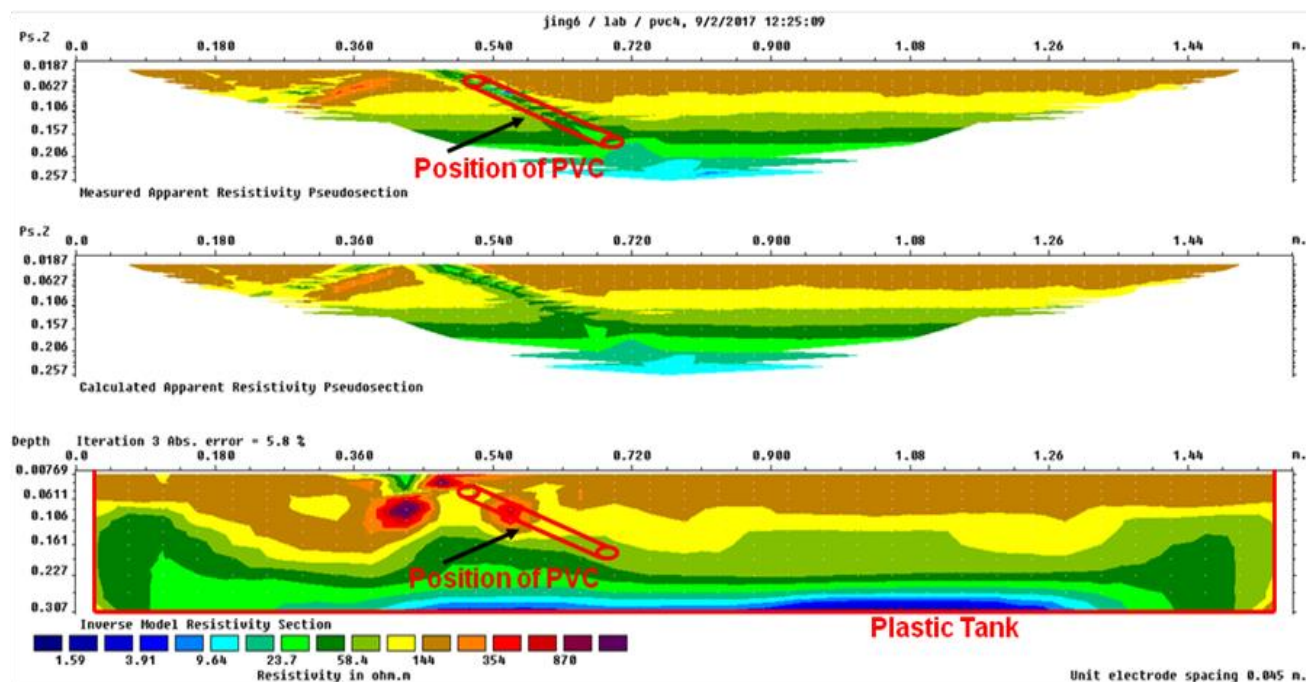 jing6 / lab / pvc4, 9/2/2017 12:25:09
Ps.Z 0.0 0.180 0.360 0.540 0.720 0.900 1.08 1.26 1.44 m.
0.0187
0.0627
0.106
0.157
0.206
0.257
Position of PVC
Measured Apparent Resistivity Pseudosection
Ps.Z 0.0 0.180 0.360 0.540 0.720 0.900 1.08 1.26 1.44 m.
0.0187
0.0627
0.106
0.157
0.206
0.257
Calculated Apparent Resistivity Pseudosection
Depth Iteration 3 Abs. error = 5.8 %
0.0 0.180 0.360 0.540 0.720 0.900 1.08 1.26 1.44 m.
0.00769
0.0611
0.106
0.161
0.227
0.307
Position of PVC
Inverse Model Resistivity Section
Plastic Tank
1.59 3.91 9.64 23.7 58.4 144 354 870
Resistivity in ohm.m
Unit electrode spacing 0.045 m.